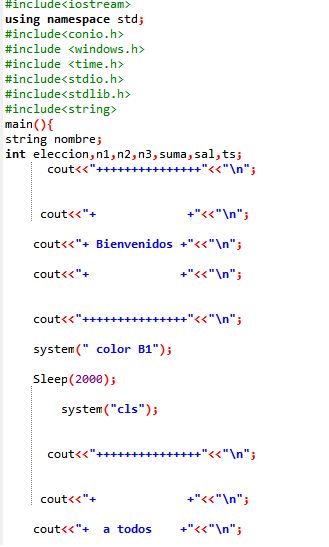 #include<iostream>
using namespace std;
#include<conio.h>
#include <windows.h>
#include <time.h>
#include<stdio.h>
#include<stdlib.h>
#include<string>
main(){
string nombre;
int eleccion,n1,n2,n3,suma,sal,ts;
cout<<"+++++++++++++++"<<"\n";
cout<<"+             +"<<"\n";
cout<<"+ Bienvenidos +"<<"\n";
cout<<"+             +"<<"\n";
cout<<"+++++++++++++++"<<"\n";
system(" color B1");
Sleep(2000);
system("cls");
cout<<"+++++++++++++++"<<"\n";
cout<<"+             +"<<"\n";
cout<<"+  a todos    +"<<"\n";